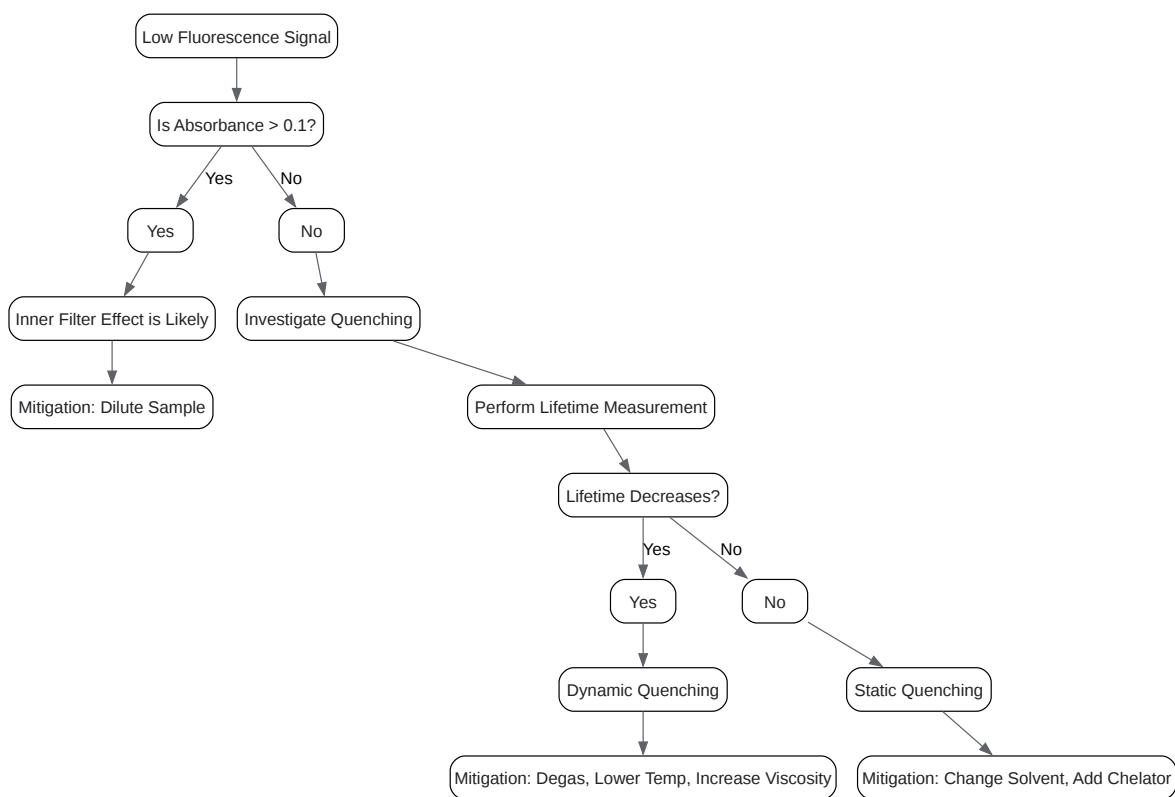 Low Fluorescence Signal
Is Absorbance > 0.1?
Yes
No
Yes
No
Inner Filter Effect is Likely
Investigate Quenching
Mitigation: Dilute Sample
Perform Lifetime Measurement
Lifetime Decreases?
Yes
No
Yes
No
Dynamic Quenching
Static Quenching
Mitigation: Degas, Lower Temp, Increase Viscosity
Mitigation: Change Solvent, Add Chelator